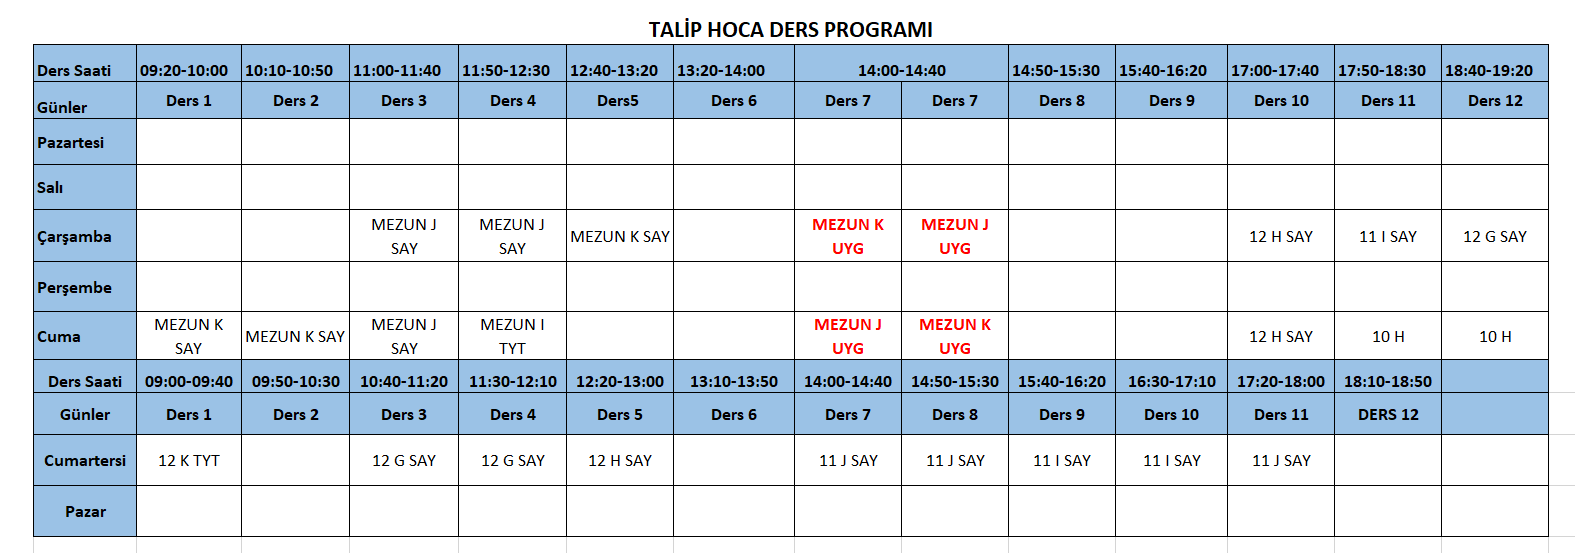 TALİP HOCA DERS PROGRAMI
Ders Saati 09:20-10:00 10:10-10:50 11:00-11:40 11:50-12:30 12:40-13:20 13:20-14:00 14:00-14:40 14:50-15:30 15:40-16:20 17:00-17:40 17:50-18:30 18:40-19:20
Günler Ders 1 Ders 2 Ders 3 Ders 4 Ders5 Ders 6 Ders 7 Ders 7 Ders 8 Ders 9 Ders 10 Ders 11 Ders 12
Pazartesi
Salı
Çarşamba MEZUN J SAY MEZUN J SAY MEZUN K SAY MEZUN K UYG MEZUN J UYG 12 H SAY 11 I SAY 12 G SAY
Perşembe
Cuma MEZUN K SAY MEZUN K SAY MEZUN J SAY MEZUN I TYT MEZUN J UYG MEZUN K UYG 12 H SAY 10 H 10 H
Ders Saati 09:00-09:40 09:50-10:30 10:40-11:20 11:30-12:10 12:20-13:00 13:10-13:50 14:00-14:40 14:50-15:30 15:40-16:20 16:30-17:10 17:20-18:00 18:10-18:50
Günler Ders 1 Ders 2 Ders 3 Ders 4 Ders 5 Ders 6 Ders 7 Ders 8 Ders 9 Ders 10 Ders 11 DERS 12
Cumartersi 12 K TYT 12 G SAY 12 G SAY 12 H SAY 11 J SAY 11 J SAY 11 I SAY 11 I SAY 11 J SAY
Pazar